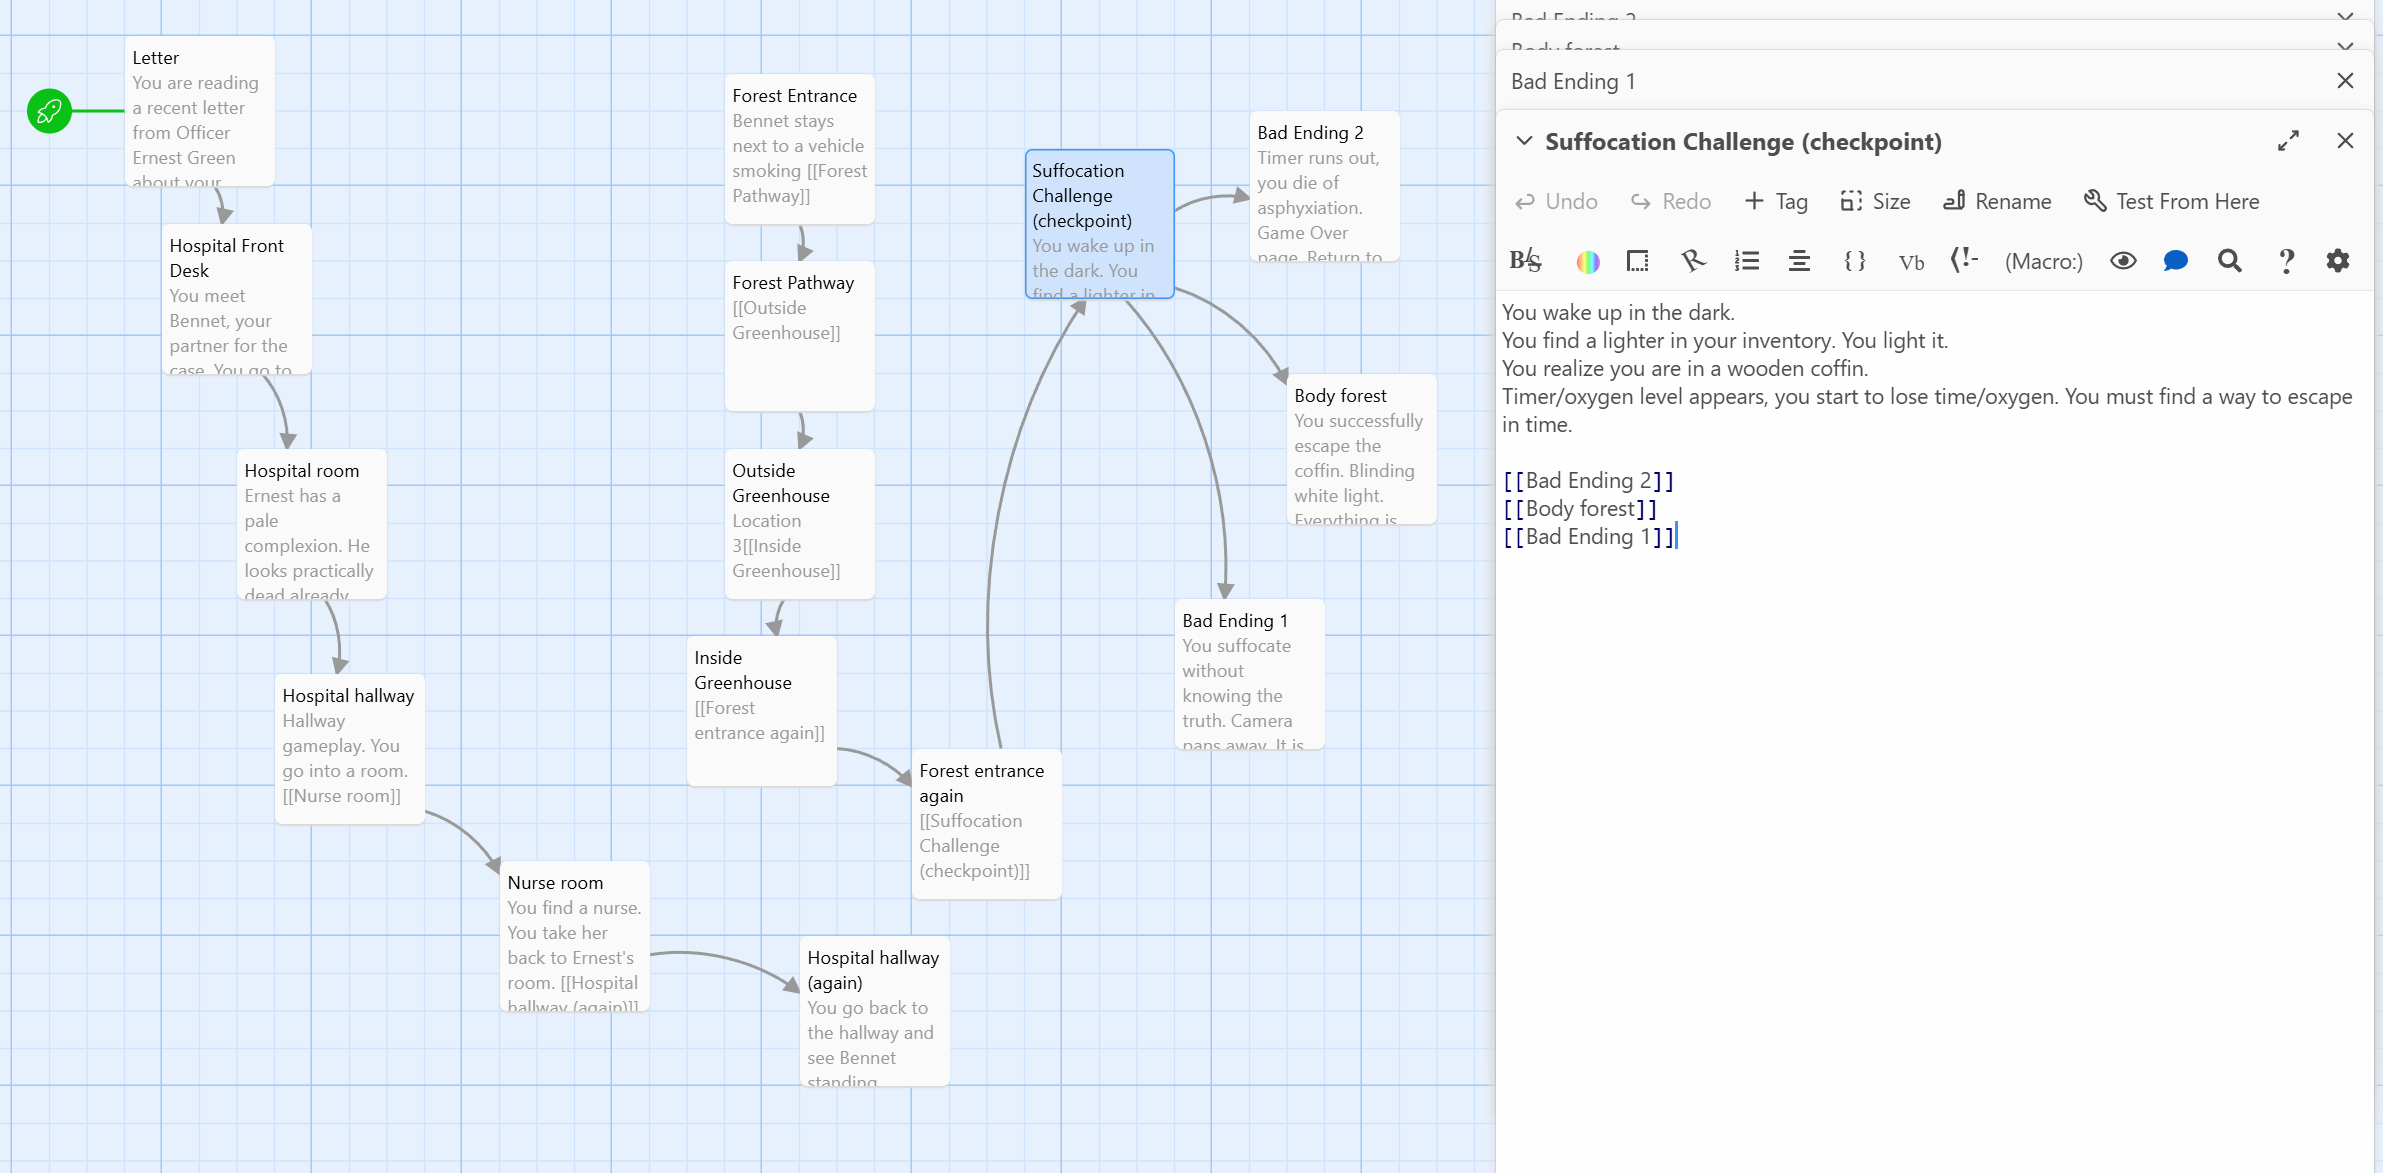 Letter
You are reading
a recent letter
from Officer
Ernest Green
about your
Hospital Front
Desk
You meet
Bennet, your
partner for the
case. You go to
Hospital room
Ernest has a
pale
complexion. He
looks practically
dead already.
Hospital hallway
Hallway
gameplay. You
go into a room.
[[Nurse room]]
Nurse room
You find a nurse.
You take her
back to Ernest's
room. [[Hospital
hallway (again)]]
Hospital hallway
(again)
You go back to
the hallway and
see Bennet
standing
Forest Entrance
Bennet stays
next to a vehicle
smoking [[Forest
Pathway]]
Forest Pathway
[[Outside
Greenhouse]]
Outside
Greenhouse
Location
3[[Inside
Greenhouse]]
Inside
Greenhouse
[[Forest
entrance again]]
Forest entrance
again
[[Suffocation
Challenge
(checkpoint)]]
Suffocation
Challenge
(checkpoint)
You wake up in
the dark. You
find a lighter in
Bad Ending 2
Timer runs out,
you die of
asphyxiation.
Game Over
page. Return to
Body forest
You successfully
escape the
coffin. Blinding
white light.
Everything is
Bad Ending 1
You suffocate
without
knowing the
truth. Camera
pans away. It is
Bad Ending 2
Body forest
Bad Ending 1
Suffocation Challenge (checkpoint)
Undo Redo + Tag Size Rename Test From Here
B/S {} Vb (!- (Macro:) ?
You wake up in the dark.
You find a lighter in your inventory. You light it.
You realize you are in a wooden coffin.
Timer/oxygen level appears, you start to lose time/oxygen. You must find a way to escape
in time.
[[Bad Ending 2]]
[[Body forest]]
[[Bad Ending 1]]